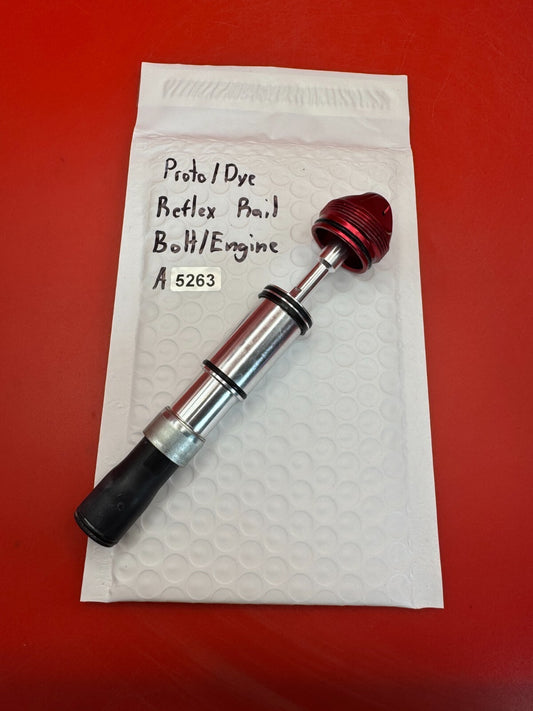 Proto/Dye
Reflex Rail
Bolt/Engine
A 5263